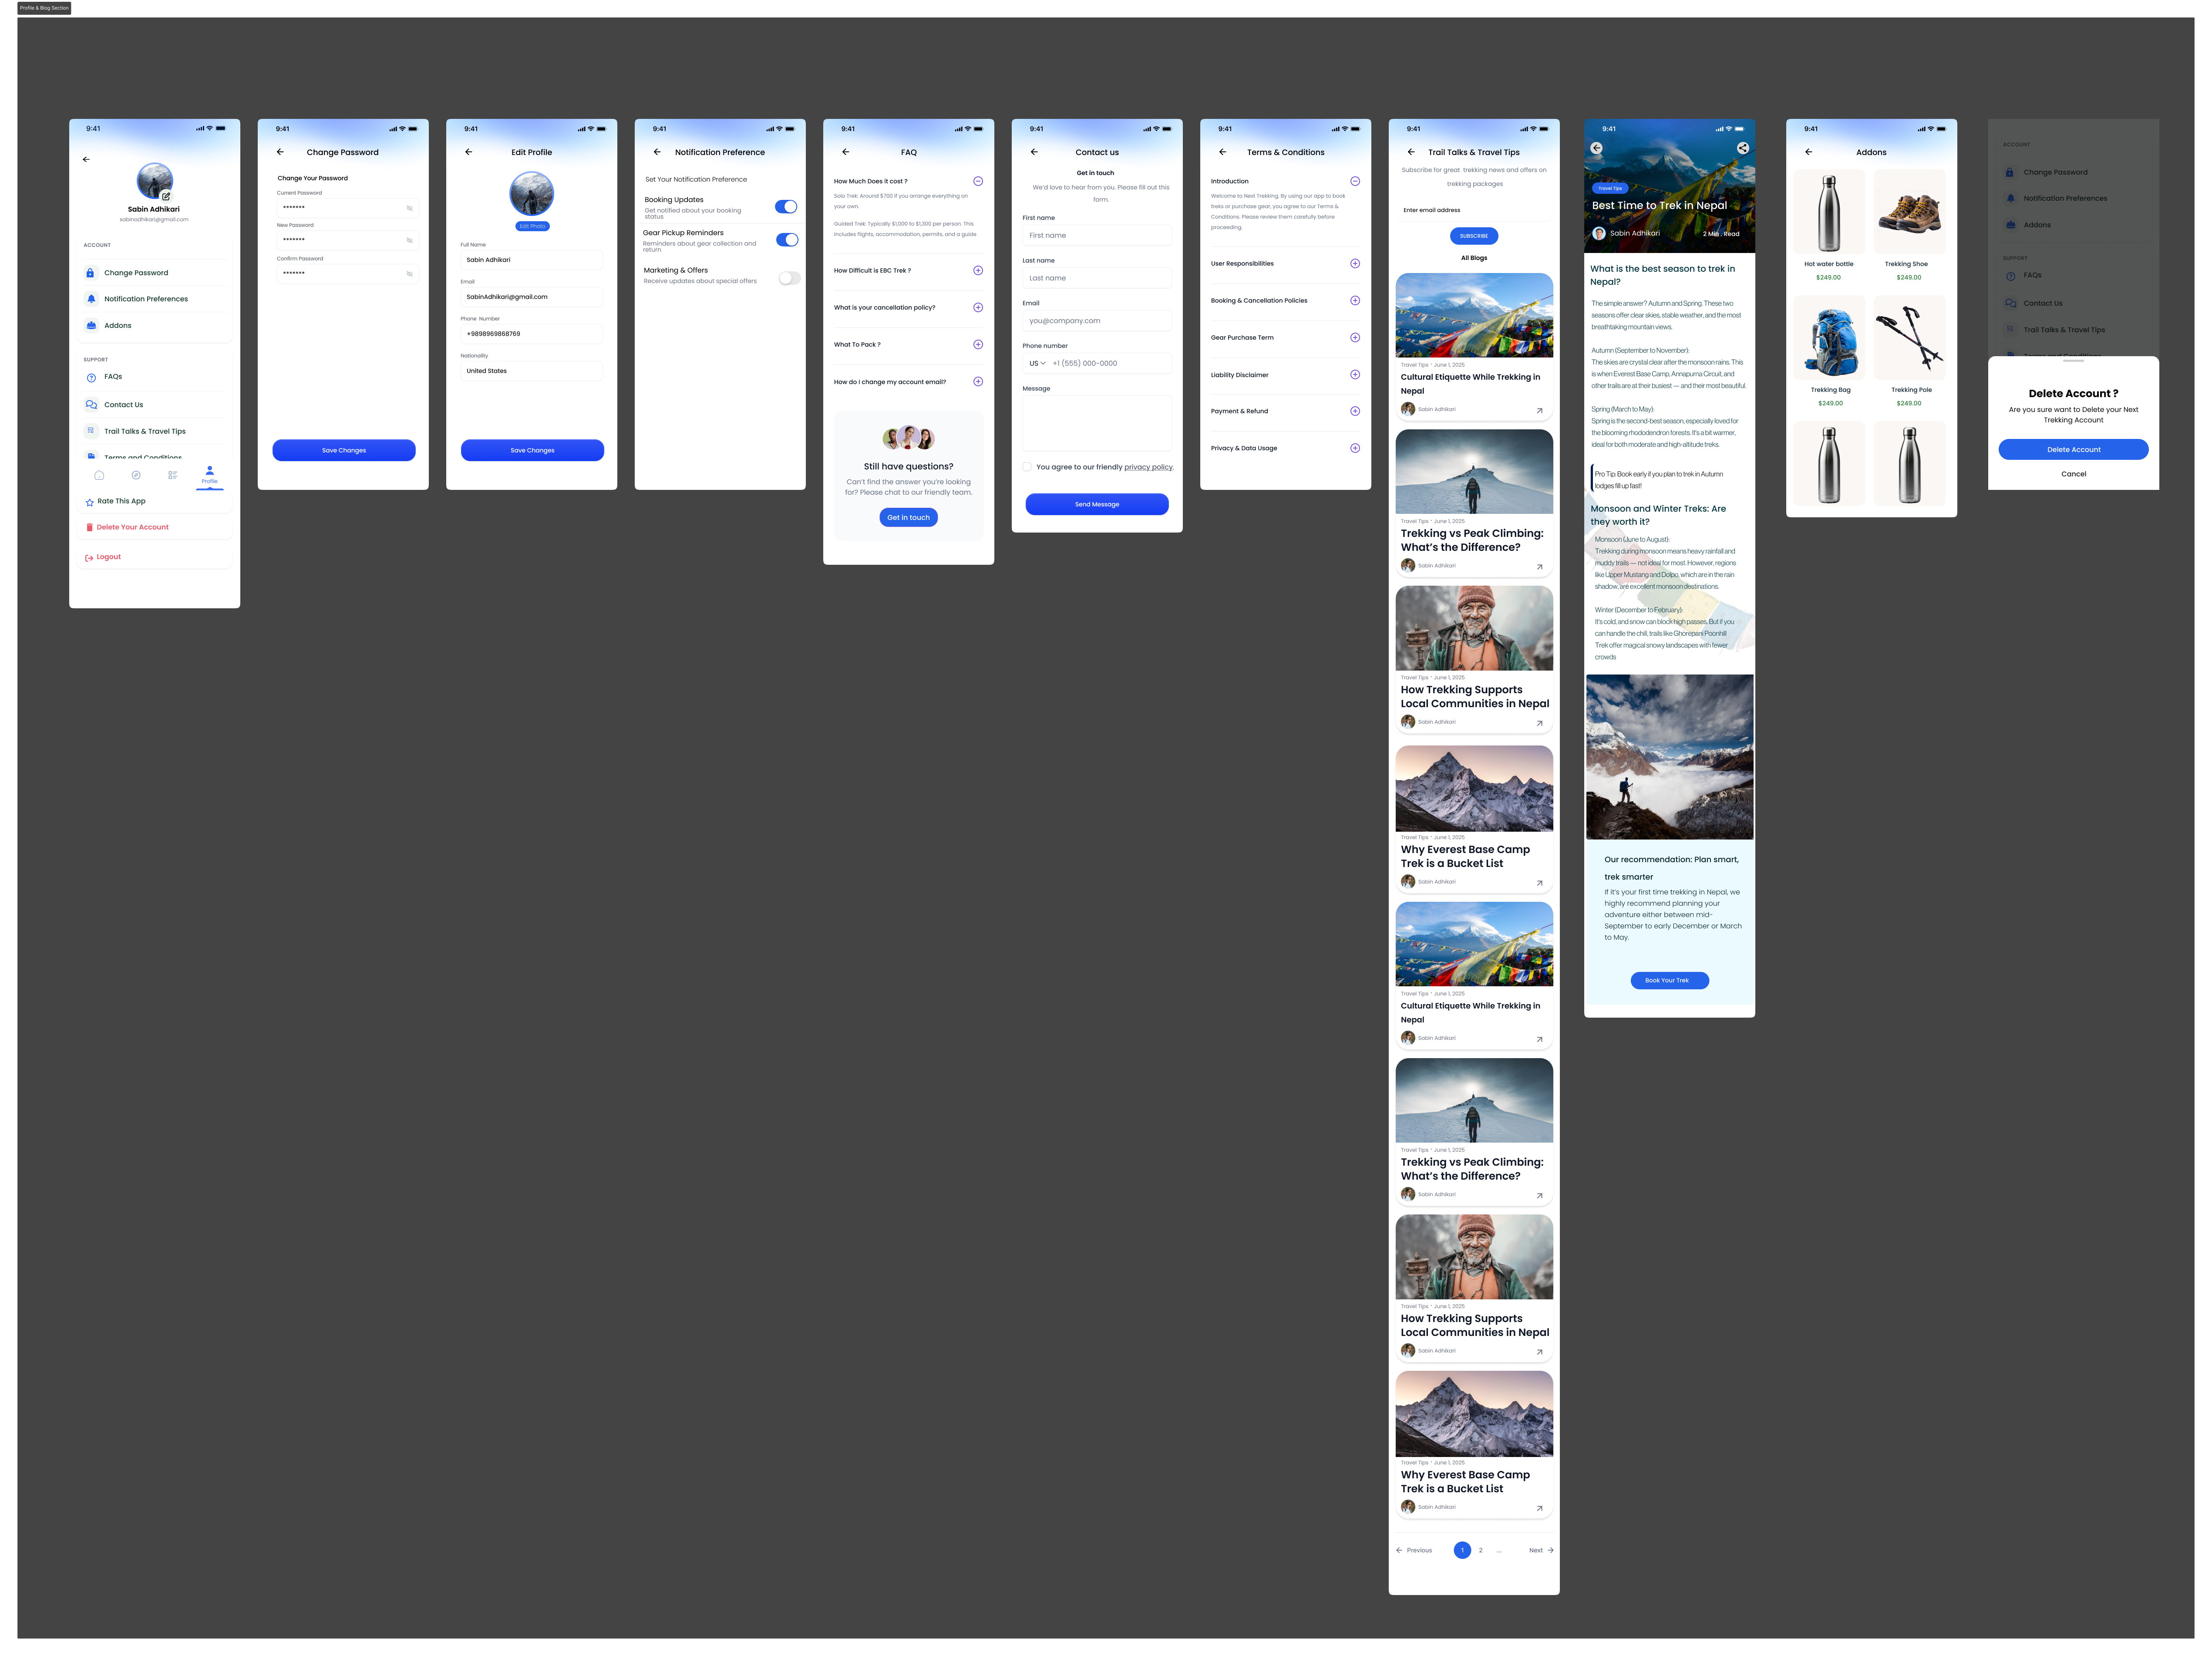 Profile & Blog Section
9:41
Sabin Adhikari
sabinadhikari@gmail.com
ACCOUNT
Change Password
Notification Preferences
Addons
SUPPORT
FAQs
Contact Us
Trail Talks & Travel Tips
Terms and Conditions
Profile
Rate This App
Delete Your Account
Logout
9:41
Change Password
Change Your Password
Current Password
*******
New Password
*******
Confirm Password
*******
Save Changes
9:41
Edit Profile
Edit Photo
Full Name
Sabin Adhikari
Email
SabinAdhikari@gmail.com
Phone Number
+9898969868769
Nationality
United States
Save Changes
9:41
Notification Preference
Set Your Notification Preference
Booking Updates
Get notified about your booking
status
Gear Pickup Reminders
Reminders about gear collection and
return
Marketing & Offers
Receive updates about special offers
9:41
FAQ
How Much Does it cost ?
Solo Trek: Around $700 if you arrange everything on
your own.
Guided Trek: Typically $1,000 to $1,300 per person. This
includes flights, accommodation, permits, and a guide
How Difficult is EBC Trek ?
What is your cancellation policy?
What To Pack ?
How do I change my account email?
Still have questions?
Can't find the answer you're looking
for? Please chat to our friendly team.
Get in touch
9:41
Contact us
Get in touch
We'd love to hear from you. Please fill out this
form.
First name
First name
Last name
Last name
Email
you@company.com
Phone number
US +1 (555) 000-0000
Message
You agree to our friendly privacy policy.
Send Message
9:41
Terms & Conditions
Introduction
Welcome to Next Trekking. By using our app to book
treks or purchase gear, you agree to our Terms &
Conditions. Please review them carefully before
proceeding.
User Responsibilities
Booking & Cancellation Policies
Gear Purchase Term
Liability Disclaimer
Payment & Refund
Privacy & Data Usage
9:41
Trail Talks & Travel Tips
Subscribe for great trekking news and offers on
trekking packages
Enter email address
SUBSCRIBE
All Blogs
Travel Tips • June 1, 2025
Cultural Etiquette While Trekking in
Nepal
Sabin Adhikari
Travel Tips • June 1, 2025
Trekking vs Peak Climbing:
What's the Difference?
Sabin Adhikari
Travel Tips • June 1, 2025
How Trekking Supports
Local Communities in Nepal
Sabin Adhikari
Travel Tips • June 1, 2025
Why Everest Base Camp
Trek is a Bucket List
Sabin Adhikari
Travel Tips • June 1, 2025
Cultural Etiquette While Trekking in
Nepal
Sabin Adhikari
Travel Tips • June 1, 2025
Trekking vs Peak Climbing:
What's the Difference?
Sabin Adhikari
Travel Tips • June 1, 2025
How Trekking Supports
Local Communities in Nepal
Sabin Adhikari
Travel Tips • June 1, 2025
Why Everest Base Camp
Trek is a Bucket List
Sabin Adhikari
Previous 1 2 ... Next
9:41
Travel Tips
Best Time to Trek in Nepal
Sabin Adhikari 2 Min . Read
What is the best season to trek in
Nepal?
The simple answer? Autumn and Spring. These two
seasons offer clear skies, stable weather, and the most
breathtaking mountain views.
Autumn (September to November):
The skies are crystal clear after the monsoon rains. This
is when Everest Base Camp, Annapurna Circuit, and
other trails are at their busiest — and their most beautiful.
Spring (March to May):
Spring is the second-best season, especially loved for
the blooming rhododendron forests. It's a bit warmer,
ideal for both moderate and high-altitude treks.
Pro Tip: Book early if you plan to trek in Autumn
lodges fill up fast!
Monsoon and Winter Treks: Are
they worth it?
Monsoon (June to August):
Trekking during monsoon means heavy rainfall and
muddy trails — not ideal for most. However, regions
like Upper Mustang and Dolpo, which are in the rain
shadow, are excellent monsoon destinations.
Winter (December to February):
It's cold, and snow can block high passes. But if you
can handle the chill, trails like Ghorepani Poonhill
Trek offer magical snowy landscapes with fewer
crowds
Our recommendation: Plan smart,
trek smarter
If it's your first time trekking in Nepal, we
highly recommend planning your
adventure either between mid-
September to early December or March
to May.
Book Your Trek
9:41
Addons
Hot water bottle Trekking Shoe
$249.00 $249.00
Trekking Bag Trekking Pole
$249.00 $249.00
ACCOUNT
Change Password
Notification Preferences
Addons
SUPPORT
FAQs
Contact Us
Trail Talks & Travel Tips
Terms and Conditions
Delete Account ?
Are you sure want to Delete your Next
Trekking Account
Delete Account
Cancel